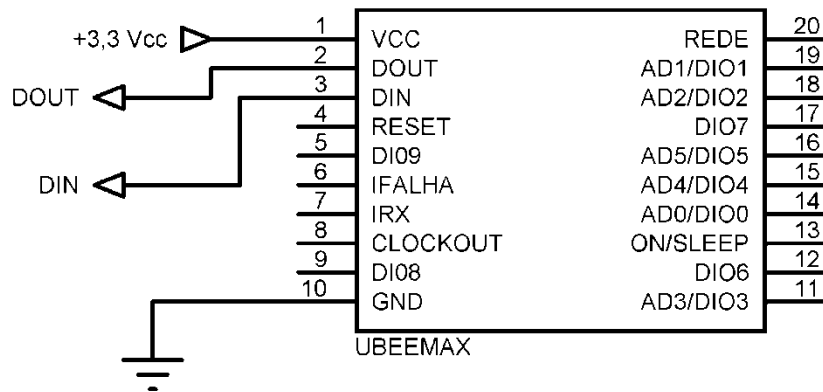 +3,3 Vcc 1 VCC REDE 20
2 DOUT AD1/DIO1 19
DOUT 3 DIN AD2/DIO2 18
4 RESET DIO7 17
5 DI09 AD5/DIO5 16
DIN 6 IFALHA AD4/DIO4 15
7 IRX AD0/DIO0 14
8 CLOCKOUT ON/SLEEP 13
9 DI08 DIO6 12
10 GND AD3/DIO3 11
UBEEMAX